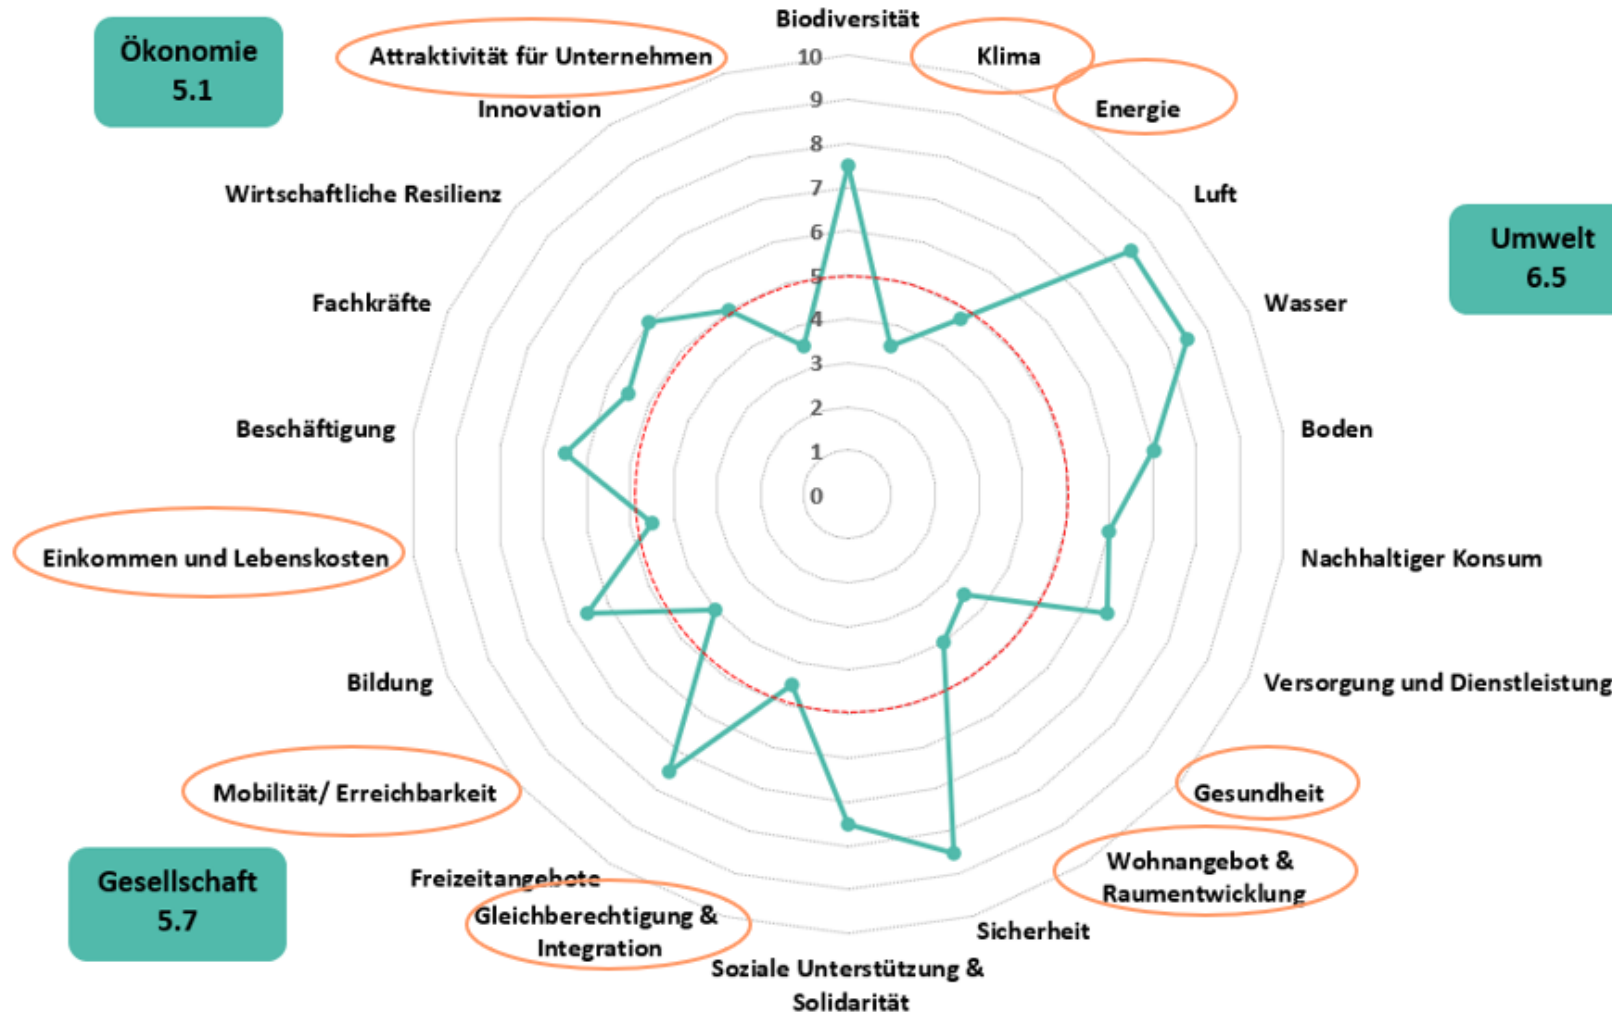 Biodiversität
Ökonomie
5.1
Attraktivität für Unternehmen
Klima
Innovation
Energie
Wirtschaftliche Resilienz
Luft
Umwelt
6.5
Fachkräfte
Wasser
Beschäftigung
Boden
Einkommen und Lebenskosten
Nachhaltiger Konsum
Bildung
Versorgung und Dienstleistung
Mobilität/ Erreichbarkeit
Gesundheit
Gesellschaft
5.7
Freizeitangebote
Wohnangebot &
Raumentwicklung
Gleichberechtigung &
Integration
Sicherheit
Soziale Unterstützung &
Solidarität
10
9
8
7
6
5
4
3
2
1
0